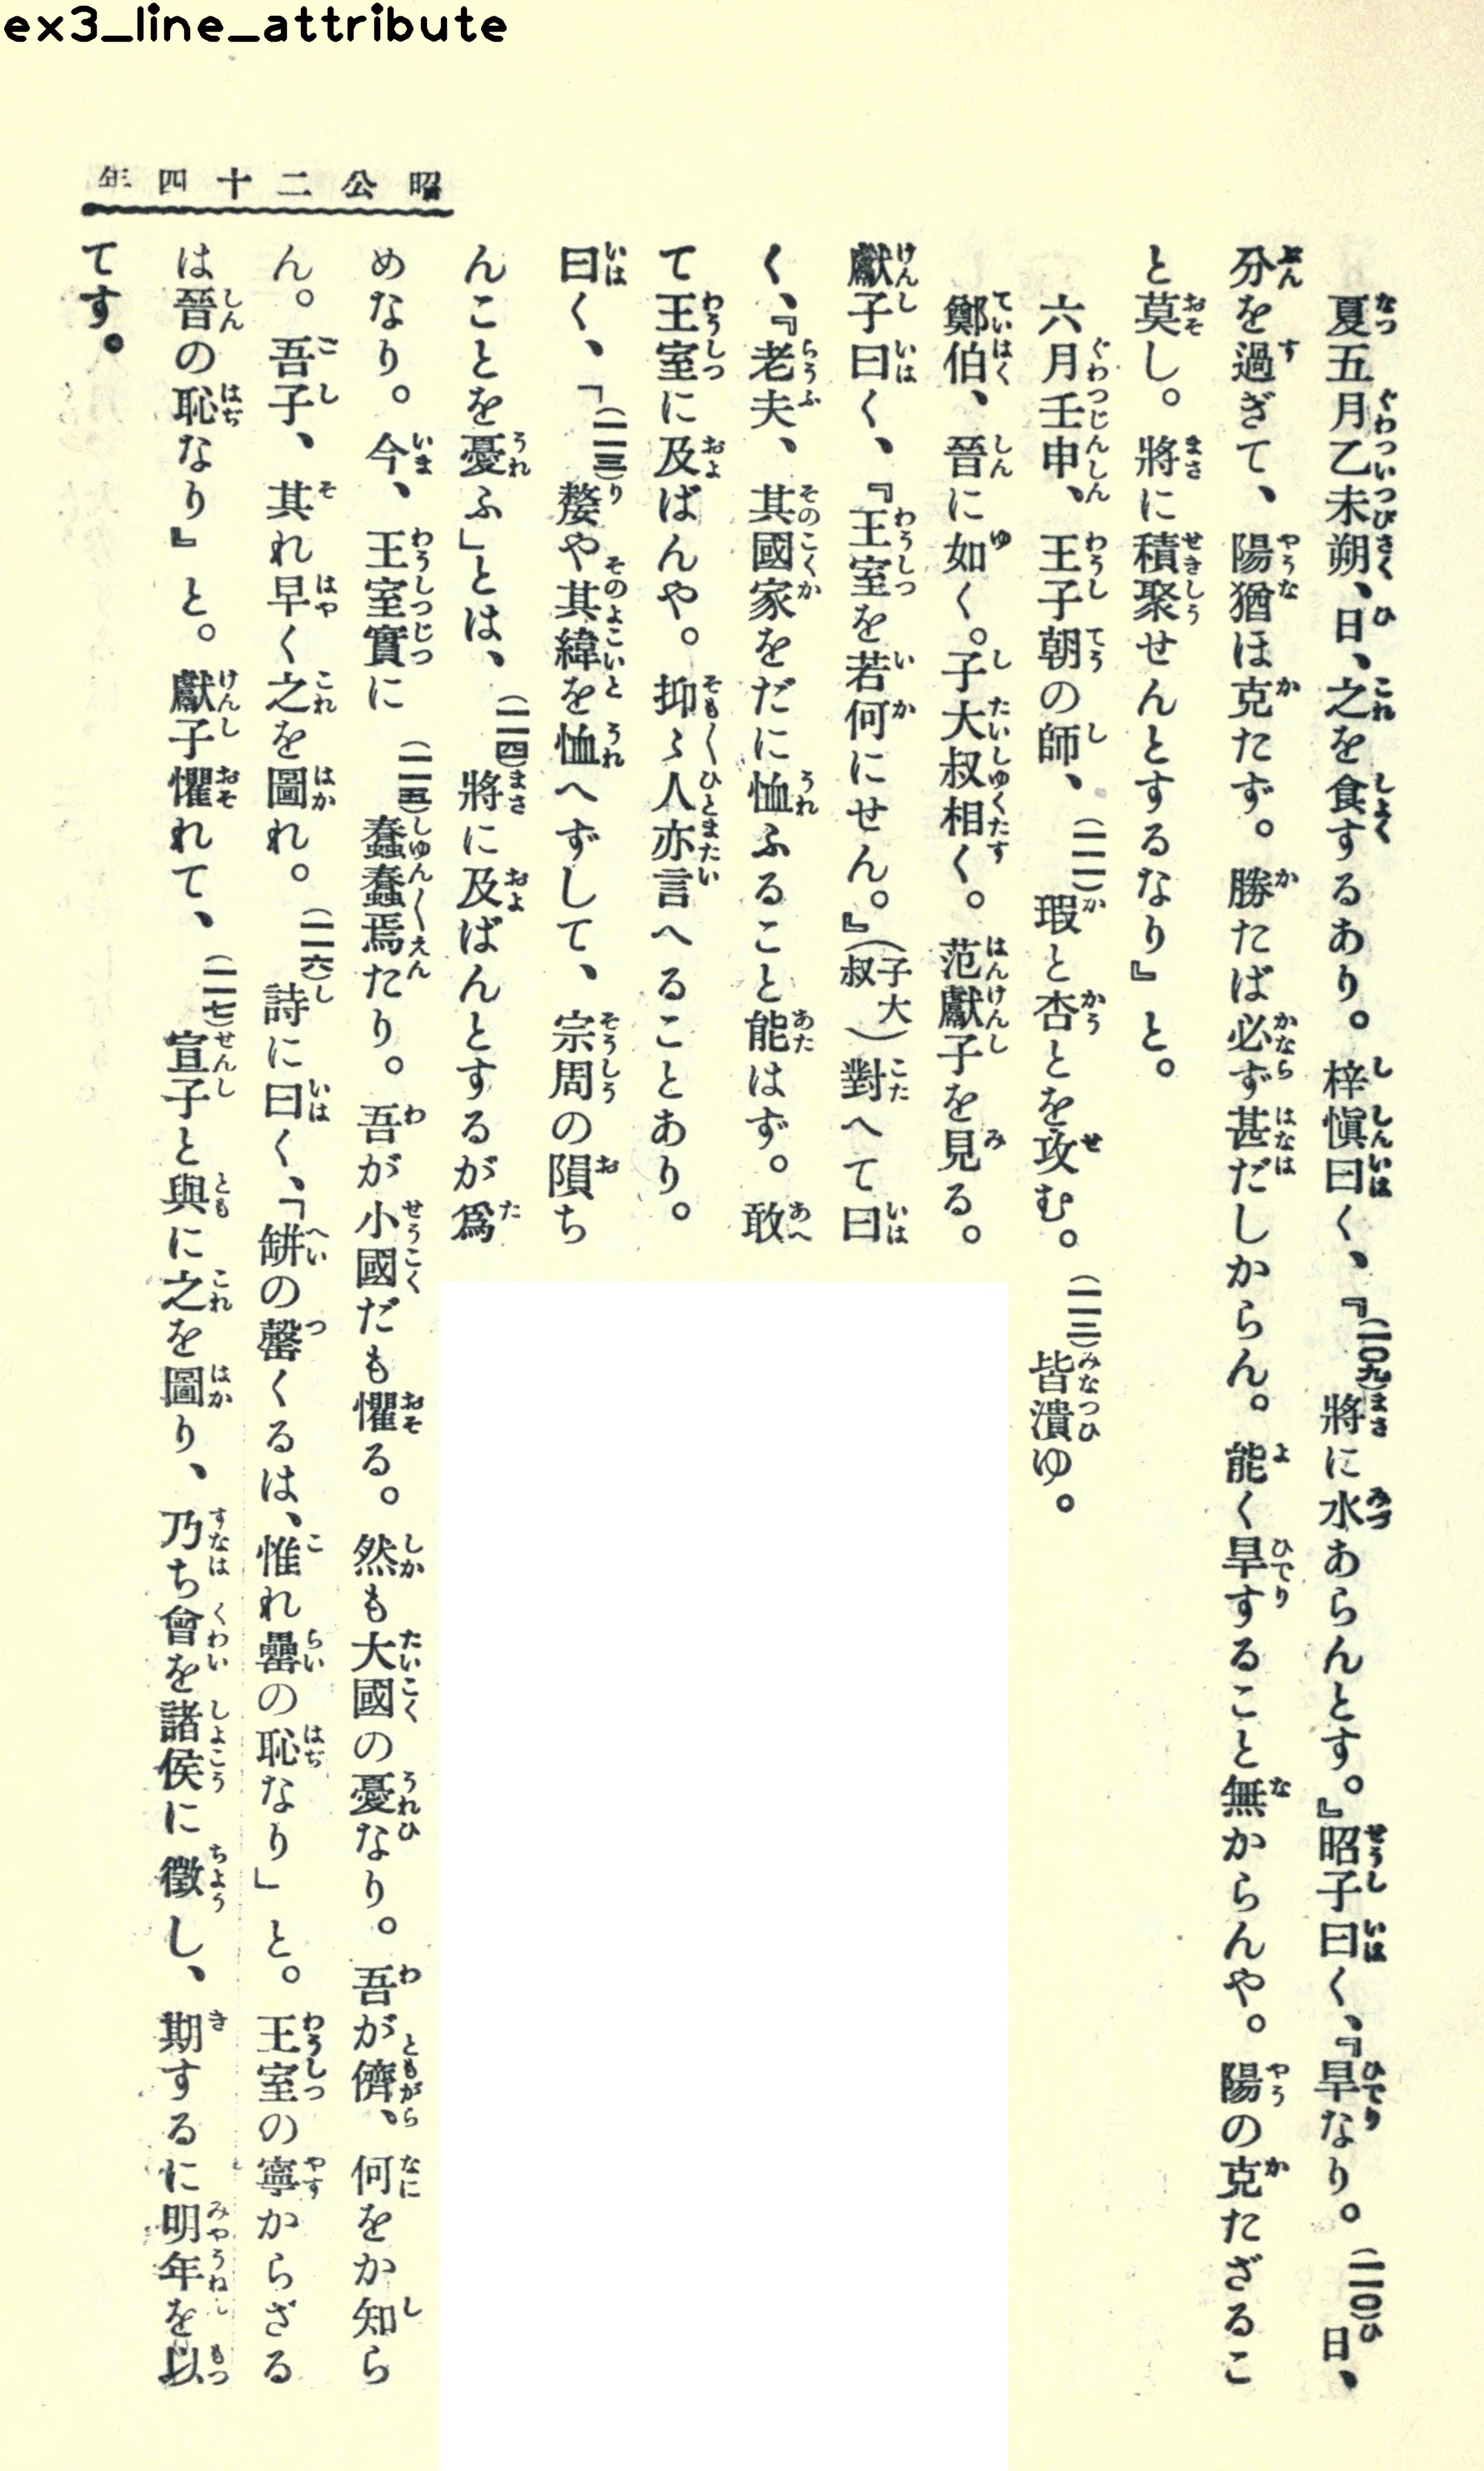 ex3_line_attribute
昭公二十四年
夏五月乙未朔、日、之を食するあり。梓愼曰く、『(一〇九)將に水あらんとす。』昭子曰く、『旱なり。(一一〇)日、
分を過ぎて、陽猶ほ克たず。勝たば必ず甚だしからん。能く旱すること無からんや。陽の克たざるこ
と莫し。將に積聚せんとするなり』と。
六月壬申、王子朝の師、(一一一)瑕と杏とを攻む。(一一二)皆潰ゆ。
鄭伯、晉に如く。子大叔相く。范獻子を見る。
獻子曰く、『王室を若何にせん。』(子大叔)對へて曰
く、『老夫、其國家をだに恤ふること能はず。敢
て王室に及ばんや。抑〻人亦言へることあり。
曰く、「(一一三)嫠や其緯を恤へずして、宗周の隕ち
んことを憂ふ」とは、(一一四)將に及ばんとするが爲
めなり。今、王室實に(一一五)蠢蠢焉たり。吾が小國だも懼る。然も大國の憂なり。吾が儕、何をか知ら
ん。吾子、其れ早く之を圖れ。(一一六)詩に曰く、「缾の罄くるは、惟れ罍の恥なり」と。王室の寧からざる
は晉の恥なり』と。獻子懼れて、(一一七)宣子と與に之を圖り、乃ち會を諸侯に徵し、期するに明年を以
てす。